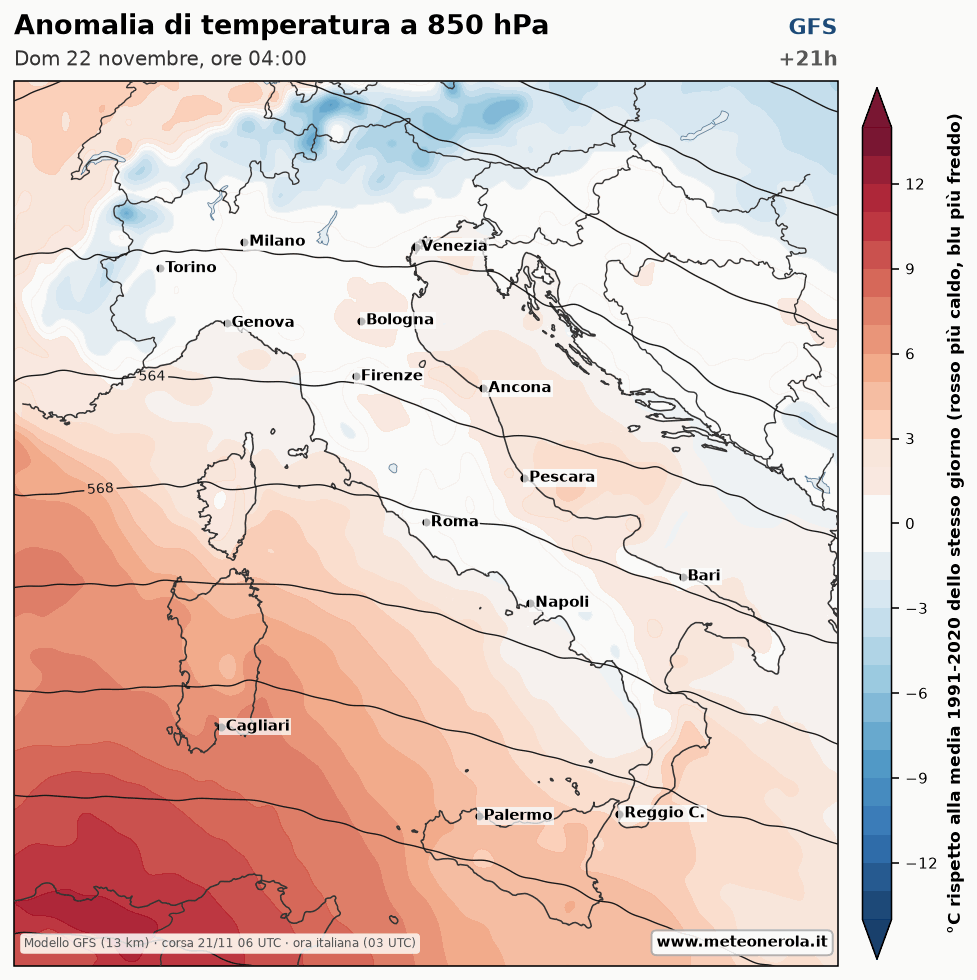 Anomalia di temperatura a 850 hPa
GFS
Dom 22 novembre, ore 04:00
+21h
Milano
Venezia
Torino
Genova
Bologna
564
Firenze
Ancona
568
Pescara
Roma
Bari
Napoli
Cagliari
Palermo
Reggio C.
Modello GFS (13 km) · corsa 21/11 06 UTC · ora italiana (03 UTC)
www.meteonerola.it
12
9
6
3
0
−3
−6
−9
−12
°C rispetto alla media 1991-2020 dello stesso giorno (rosso più caldo, blu più freddo)